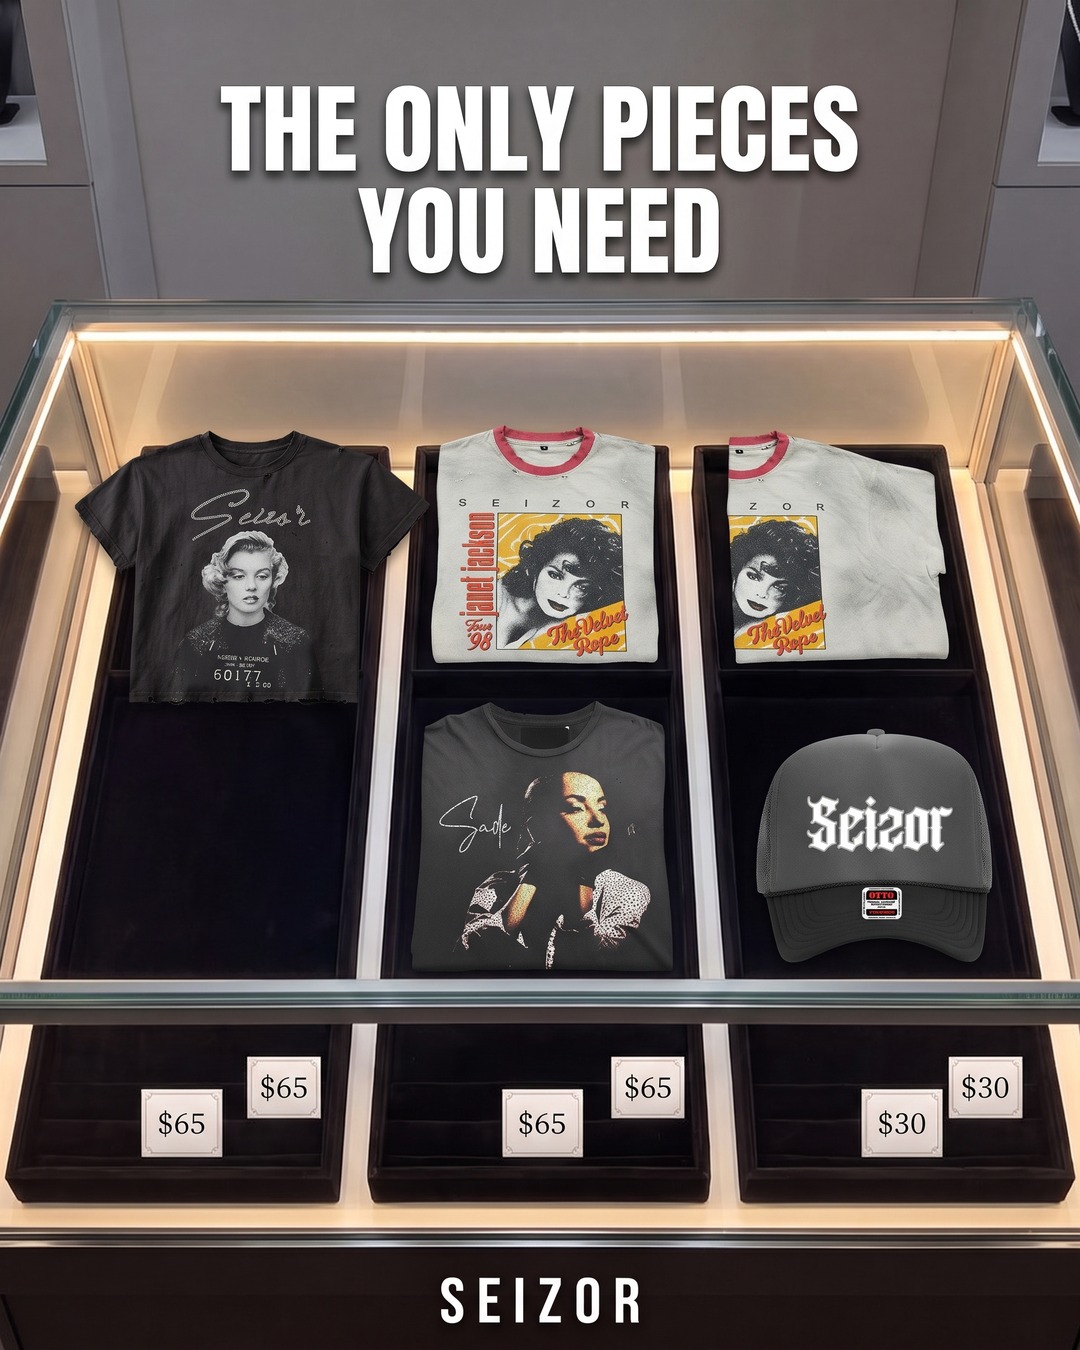 THE ONLY PIECES
YOU NEED
Seizor
60177
SEIZOR
janet jackson
Tour
'98
The Velvet
Rope
ZOR
The Velvet
Rope
Sade
Seizor
OTTO
$65
$65
$65
$65
$30
$30
SEIZOR